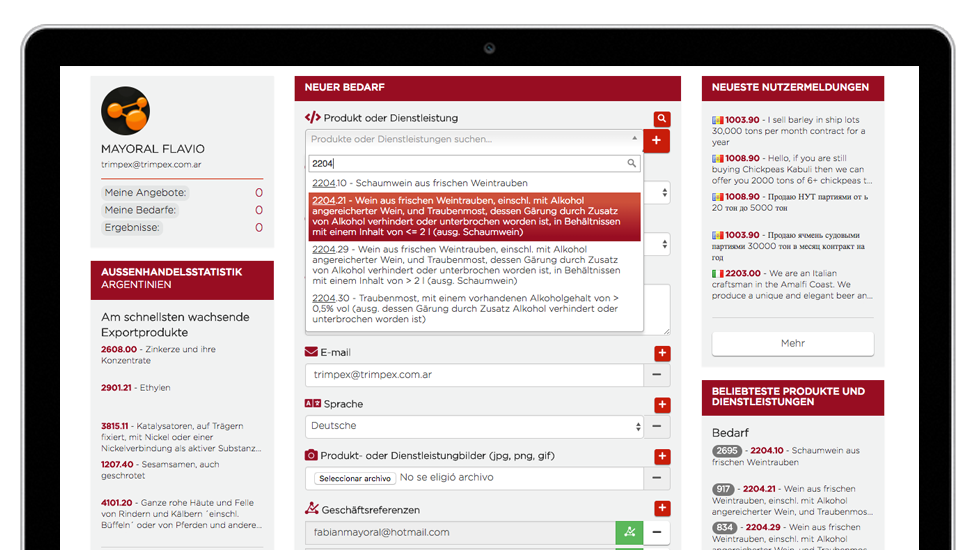 MAYORAL FLAVIO
trimpex@trimpex.com.ar
Meine Angebote: 0
Meine Bedarfe: 0
Ergebnisse: 0
AUSSENHANDELSSTATISTIK
ARGENTINIEN
Am schnellsten wachsende
Exportprodukte
2608.00 - Zinkerze und ihre
Konzentrate
2901.21 - Ethylen
3815.11 - Katalysatoren, auf Trägern
fixiert, mit Nickel oder einer
Nickelverbindung als aktiver Substanz...
1207.40 - Sesamsamen, auch
geschrotet
4101.20 - Ganze rohe Häute und Felle
von Rindern und Kälbern ´einschl.
Büffeln´ oder von Pferden und andere...
NEUER BEDARF
Produkt oder Dienstleistung
Produkte oder Dienstleistungen suchen...
2204
2204.10 - Schaumwein aus frischen Weintrauben
2204.21 - Wein aus frischen Weintrauben, einschl. mit Alkohol
angereicherter Wein, und Traubenmost, dessen Gärung durch Zusatz
von Alkohol verhindert oder unterbrochen worden ist, in Behältnissen
mit einem Inhalt von <= 2 l (ausg. Schaumwein)
2204.29 - Wein aus frischen Weintrauben, einschl. mit Alkohol
angereicherter Wein, und Traubenmost, dessen Gärung durch Zusatz
von Alkohol verhindert oder unterbrochen worden ist, in Behältnissen
mit einem Inhalt von > 2 l (ausg. Schaumwein)
2204.30 - Traubenmost, mit einem vorhandenen Alkoholgehalt von >
0,5% vol (ausg. dessen Gärung durch Zusatz Alkohol verhindert oder
unterbrochen worden ist)
E-mail
trimpex@trimpex.com.ar
Sprache
Deutsche
Produkt- oder Dienstleistungbilder (jpg, png, gif)
Seleccionar archivo No se eligió archivo
Geschäftsreferenzen
fabianmayoral@hotmail.com
NEUESTE NUTZERMELDUNGEN
1003.90 - I sell barley in ship lots
30,000 tons per month contract for a
year
1008.90 - Hello, if you are still
buying Chickpeas Kabuli then we can
offer you 2000 tons of 6+ chickpeas t...
1008.90 - Продаю НУТ партиями от ь
20 тон до 5000 тон
1003.90 - Продаю ячмень судовыми
партиями 30000 тон в месяц контракт на
год
2203.00 - We are an Italian
craftsman in the Amalfi Coast. We
produce a unique and elegant beer an...
Mehr
BELIEBTESTE PRODUKTE UND
DIENSTLEISTUNGEN
Bedarf
2695 - 2204.10 - Schaumwein aus
frischen Weintrauben
917 - 2204.21 - Wein aus frischen
Weintrauben, einschl. mit Alkohol
angereicherter Wein, und Traubenmos...
834 - 2204.29 - Wein aus frischen
Weintrauben, einschl. mit Alkohol